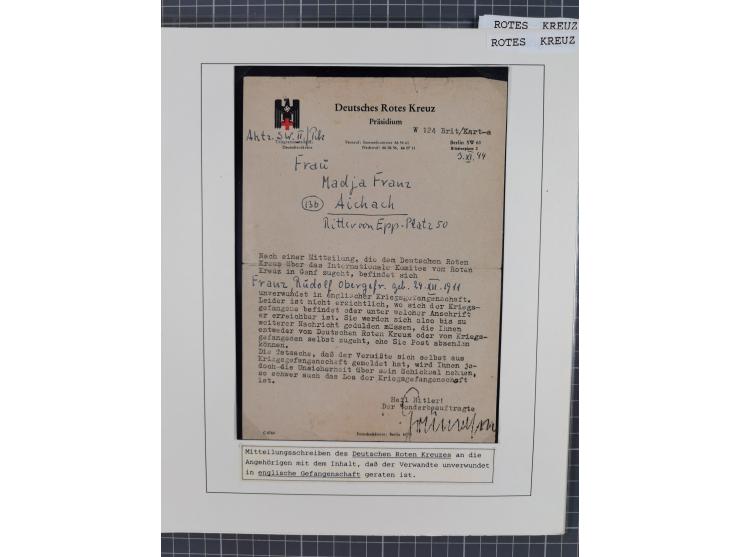 ROTES KREUZ
ROTES KREUZ
Deutsches Rotes Kreuz
Präsidium
W 124 Brit/Kart-a
Aktz. SW. II/
Berlin SW 61
3. XI. 44
Frau
Madja Franz
(13b) Aichach
Ritter von Epp-Platz 50
Nach einer Mitteilung, die dem Deutschen Roten
Kreuz über das Internationale Komitee vom Roten
Kreuz in Genf zugeht, befindet sich
Franz, Rudolf Obergefr. geb. 24. XII. 1911
unverwundet in englischer Kriegsgefangenschaft.
Leider ist nicht ersichtlich, wo sich der Kriegs-
gefangene befindet oder unter welcher Anschrift
er erreichbar ist. Sie werden sich also bis zu
weiterer Nachricht gedulden müssen, die Ihnen
entweder vom Deutschen Roten Kreuz oder vom Kriegs-
gefangenen selbst zugeht, ehe Sie Post absenden
können.
Die Tatsache, daß der Vermißte sich selbst aus
Kriegsgefangenschaft gemeldet hat, wird Ihnen je-
doch die Unsicherheit über sein Schicksal nehmen,
so schwer auch das Los der Kriegsgefangenschaft
ist.
Heil Hitler!
Der Sonderbeauftragte
Mitteilungsschreiben des Deutschen Roten Kreuzes an die
Angehörigen mit dem Inhalt, daß der Verwandte unverwundet
in englische Gefangenschaft geraten ist.